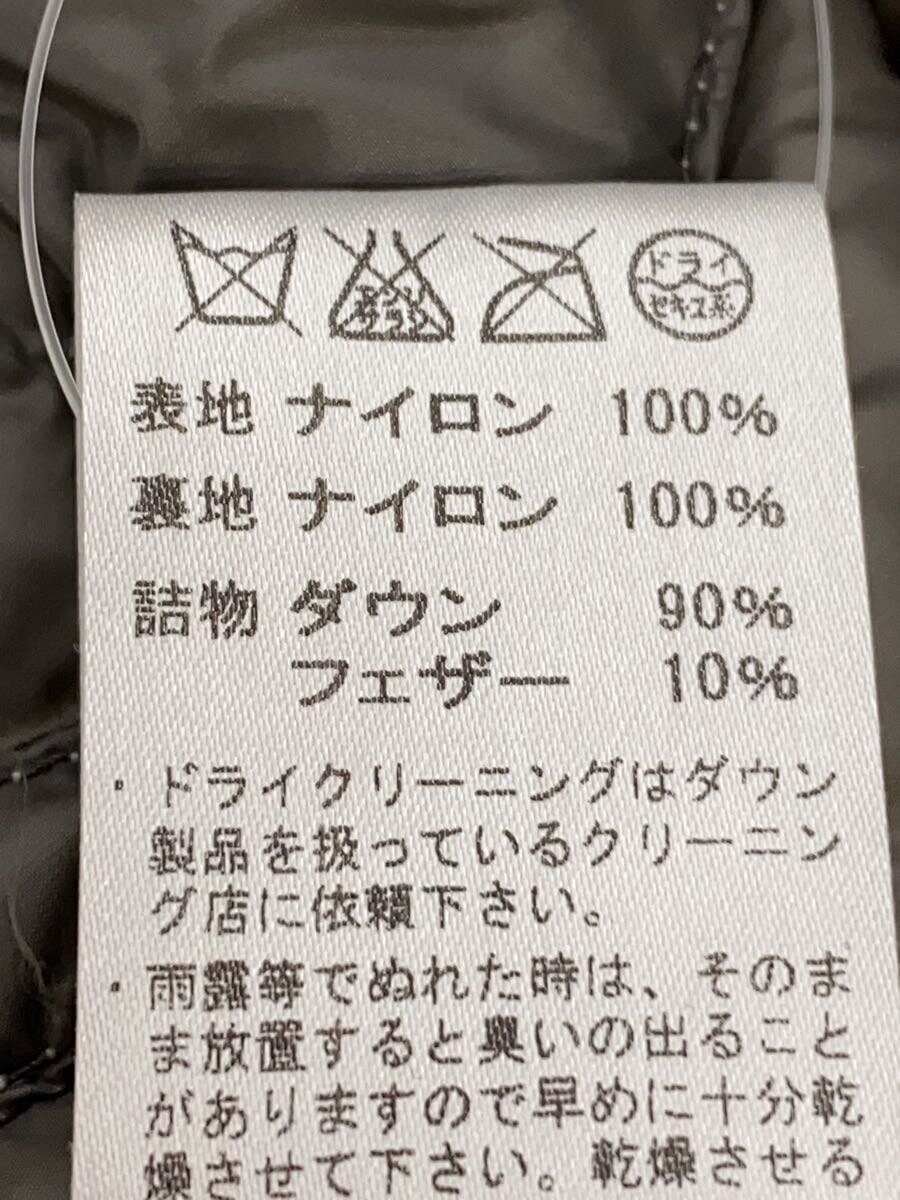 エンソ
サラシ
ドライ
セキユ系
表地 ナイロン 100%
裏地 ナイロン 100%
詰物 ダウン 90%
フェザー 10%
・ドライクリーニングはダウン
製品を扱っているクリーニン
グ店に依頼下さい。
・雨露等でぬれた時は、そのま
ま放置すると臭いの出ること
がありますので早めに十分乾
燥させて下さい。乾燥させる